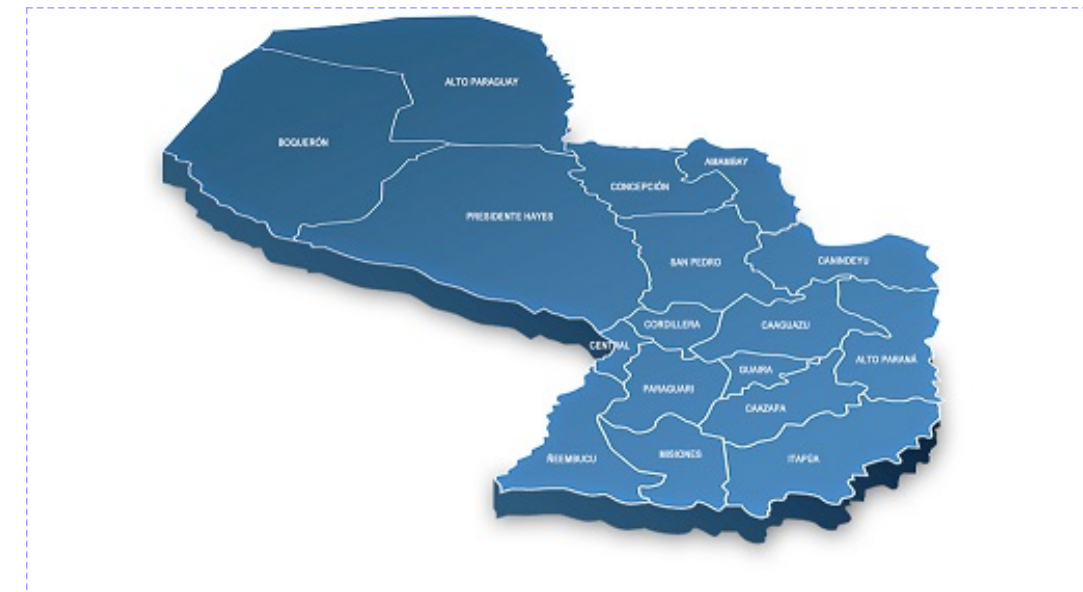 ALTO PARAGUAY
BOQUERÓN
AMAMBAY
CONCEPCIÓN
PRESIDENTE HAYES
SAN PEDRO
CANINDEYU
CORDILLERA
CAAGUAZU
CENTRAL
ALTO PARANÁ
GUAIRA
PARAGUARI
CAAZAPA
MISIONES
ÑEEMBUCU
ITAPÚA